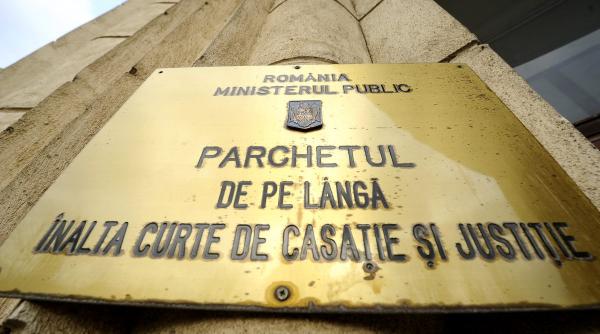 ROMÂNIA
MINISTERUL PUBLIC
PARCHETUL
DE PE LÂNGĂ
ÎNALTA CURTE DE CASAȚIE ȘI JUSTIȚIE